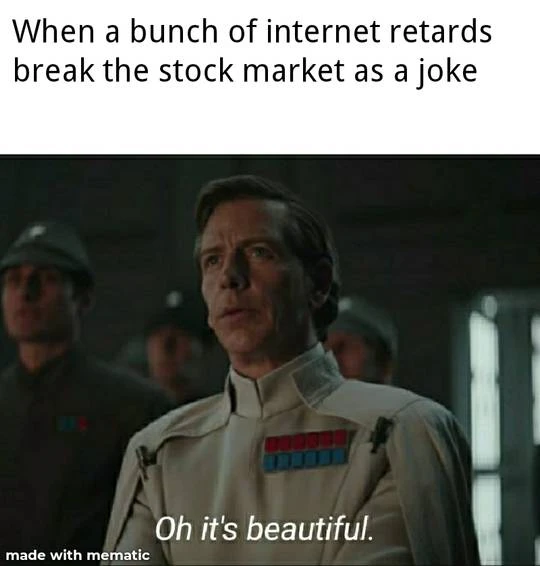 When a bunch of internet retards
break the stock market as a joke
Oh it's beautiful.
made with mematic